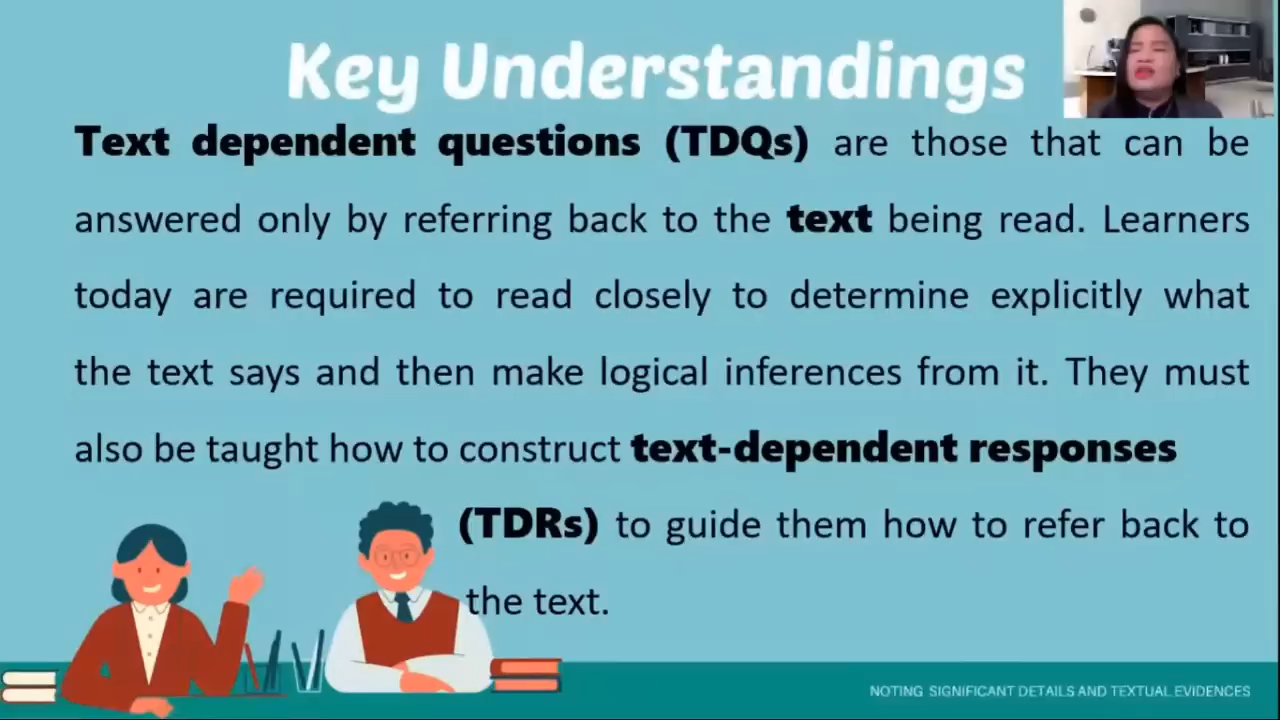 Key Understandings
Text dependent questions (TDQs) are those that can be
answered only by referring back to the text being read. Learners
today are required to read closely to determine explicitly what
the text says and then make logical inferences from it. They must
also be taught how to construct text-dependent responses
(TDRs) to guide them how to refer back to
the text.
NOTING SIGNIFICANT DETAILS AND TEXTUAL EVIDENCES